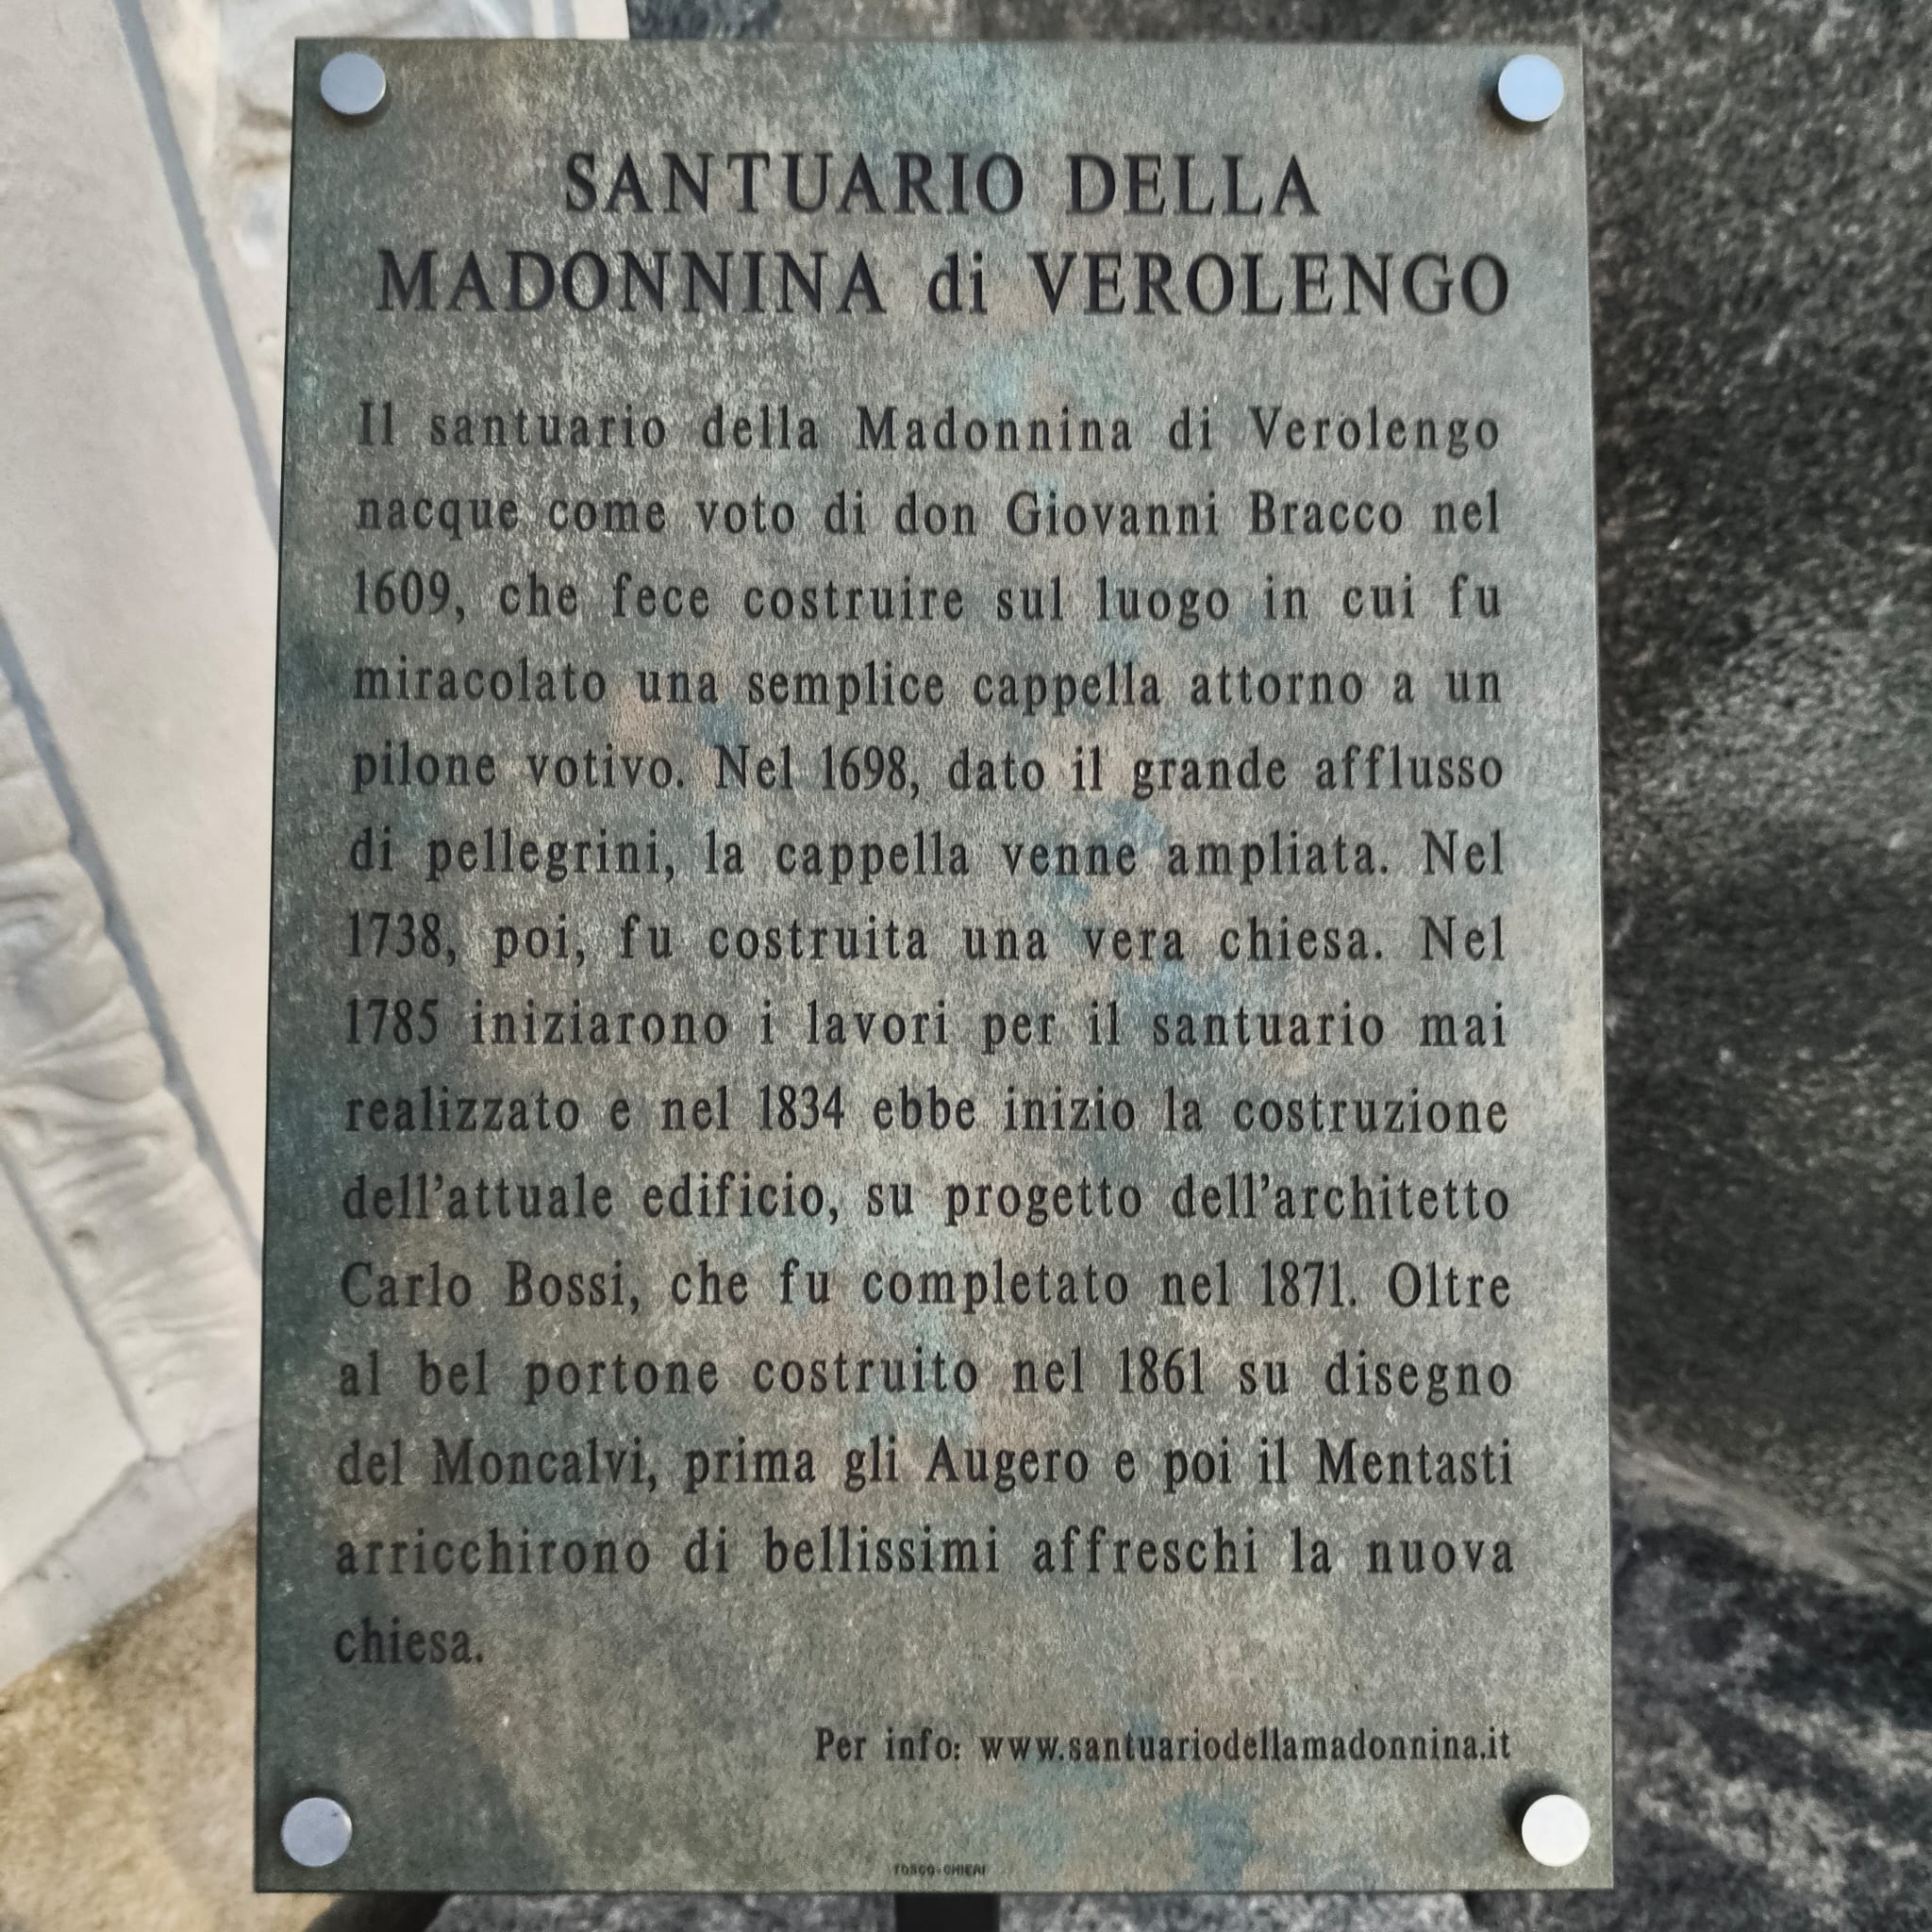 SANTUARIO DELLA
MADONNINA di VEROLENGO
Il santuario della Madonnina di Verolengo
nacque come voto di don Giovanni Bracco nel
1609, che fece costruire sul luogo in cui fu
miracolato una semplice cappella attorno a un
pilone votivo. Nel 1698, dato il grande afflusso
di pellegrini, la cappella venne ampliata. Nel
1738, poi, fu costruita una vera chiesa. Nel
1785 iniziarono i lavori per il santuario mai
realizzato e nel 1834 ebbe inizio la costruzione
dell'attuale edificio, su progetto dell'architetto
Carlo Bossi, che fu completato nel 1871. Oltre
al bel portone costruito nel 1861 su disegno
del Moncalvi, prima gli Augero e poi il Mentasti
arricchirono di bellissimi affreschi la nuova
chiesa.
Per info: www.santuariodellamadonnina.it
TOSCO-CHIERI